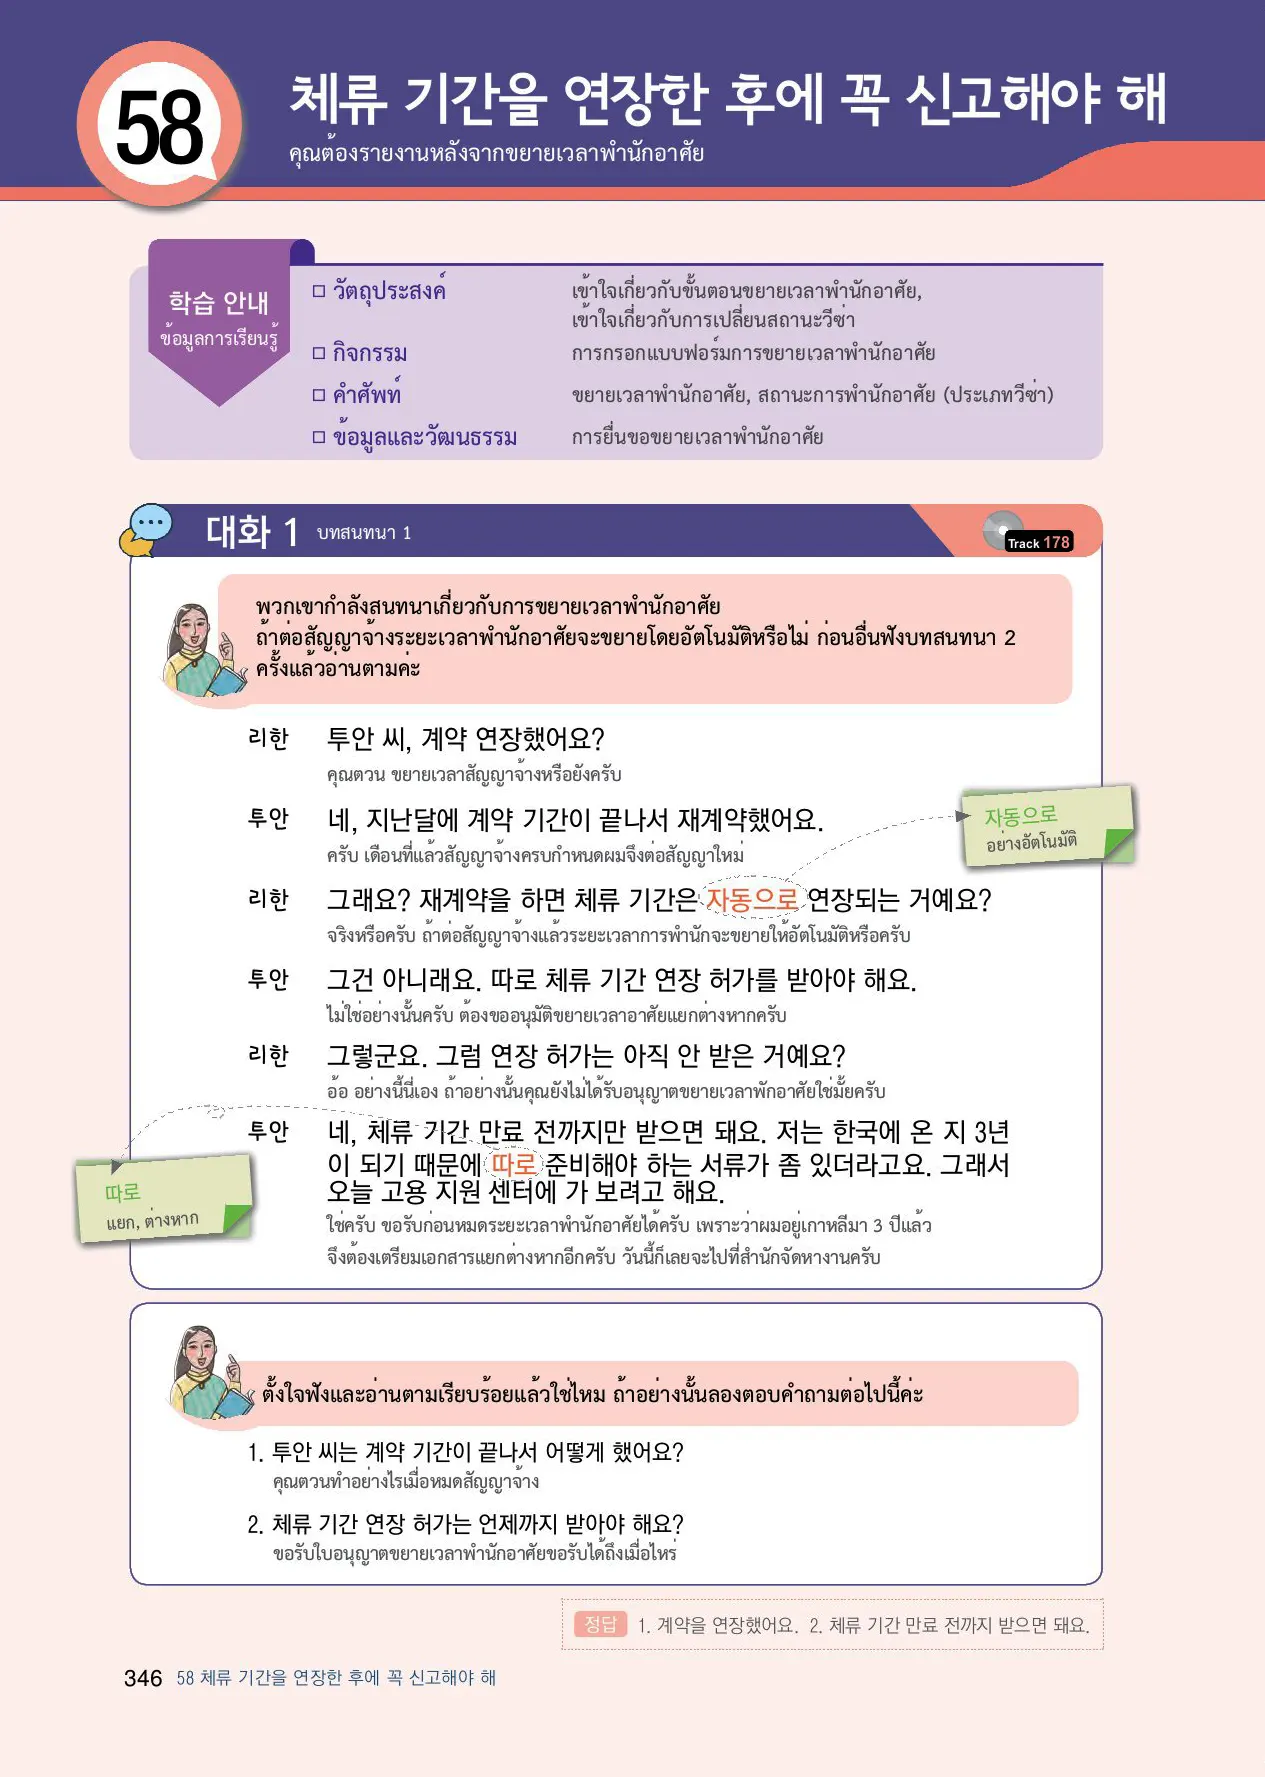 58
체류 기간을 연장한 후에 꼭 신고해야 해
คุณต้องรายงานหลังจากขยายเวลาพำนักอาศัย
학습 안내
ข้อมูลการเรียนรู้
□ วัตถุประสงค์ เข้าใจเกี่ยวกับขั้นตอนขยายเวลาพำนักอาศัย,
เข้าใจเกี่ยวกับการเปลี่ยนสถานะวีซ่า
□ กิจกรรม การกรอกแบบฟอร์มการขยายเวลาพำนักอาศัย
□ คำศัพท์ ขยายเวลาพำนักอาศัย, สถานะการพำนักอาศัย (ประเภทวีซ่า)
□ ข้อมูลและวัฒนธรรม การยื่นขอขยายเวลาพำนักอาศัย
대화 1 บทสนทนา 1
Track 178
พวกเขากำลังสนทนาเกี่ยวกับการขยายเวลาพำนักอาศัย
ถ้าต่อสัญญาจ้างระยะเวลาพำนักอาศัยจะขยายโดยอัตโนมัติหรือไม่ ก่อนอื่นฟังบทสนทนา 2
ครั้งแล้วอ่านตามค่ะ
리한 투안 씨, 계약 연장했어요?
คุณตวน ขยายเวลาสัญญาจ้างหรือยังครับ
투안 네, 지난달에 계약 기간이 끝나서 재계약했어요.
ครับ เดือนที่แล้วสัญญาจ้างครบกำหนดผมจึงต่อสัญญาใหม่
자동으로
อย่างอัตโนมัติ
리한 그래요? 재계약을 하면 체류 기간은 자동으로 연장되는 거예요?
จริงหรือครับ ถ้าต่อสัญญาจ้างแล้วระยะเวลาการพำนักจะขยายให้อัตโนมัติหรือครับ
투안 그건 아니래요. 따로 체류 기간 연장 허가를 받아야 해요.
ไม่ใช่อย่างนั้นครับ ต้องขออนุมัติขยายเวลาอาศัยแยกต่างหากครับ
리한 그렇군요. 그럼 연장 허가는 아직 안 받은 거예요?
อ้อ อย่างนี้นี่เอง ถ้าอย่างนั้นคุณยังไม่ได้รับอนุญาตขยายเวลาพักอาศัยใช่มั้ยครับ
투안 네, 체류 기간 만료 전까지만 받으면 돼요. 저는 한국에 온 지 3년
이 되기 때문에 따로 준비해야 하는 서류가 좀 있더라고요. 그래서
오늘 고용 지원 센터에 가 보려고 해요.
ใช่ครับ ขอรับก่อนหมดระยะเวลาพำนักอาศัยได้ครับ เพราะว่าผมอยู่เกาหลีมา 3 ปีแล้ว
จึงต้องเตรียมเอกสารแยกต่างหากอีกครับ วันนี้ก็เลยจะไปที่สำนักจัดหางานครับ
따로
แยก, ต่างหาก
ตั้งใจฟังและอ่านตามเรียบร้อยแล้วใช่ไหม ถ้าอย่างนั้นลองตอบคำถามต่อไปนี้ค่ะ
1. 투안 씨는 계약 기간이 끝나서 어떻게 했어요?
คุณตวนทำอย่างไรเมื่อหมดสัญญาจ้าง
2. 체류 기간 연장 허가는 언제까지 받아야 해요?
ขอรับใบอนุญาตขยายเวลาพำนักอาศัยขอรับได้ถึงเมื่อไหร่
정답 1. 계약을 연장했어요. 2. 체류 기간 만료 전까지 받으면 돼요.
346 58 체류 기간을 연장한 후에 꼭 신고해야 해